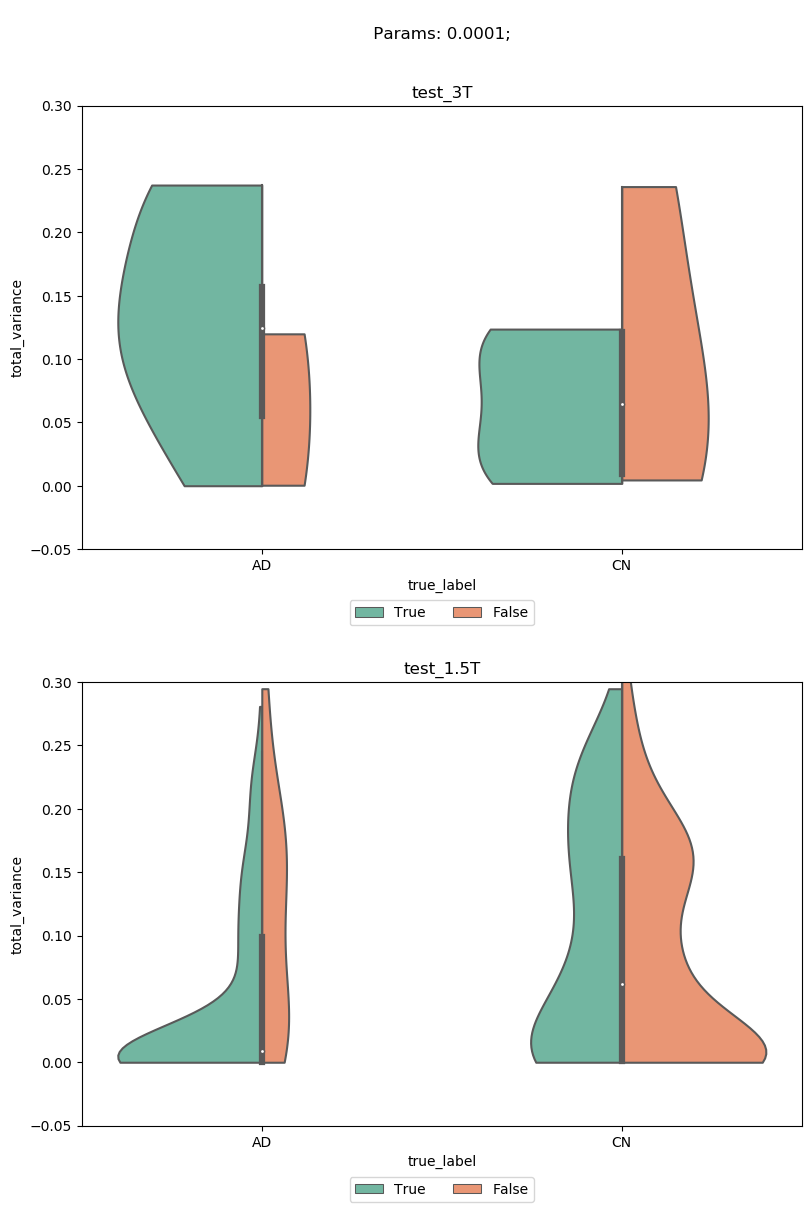 Params: 0.0001;
test_3T
0.30
0.25
0.20
0.15
0.10
0.05
0.00
−0.05
total_variance
AD CN
true_label
True False
test_1.5T
0.30
0.25
0.20
0.15
0.10
0.05
0.00
−0.05
total_variance
AD CN
true_label
True False